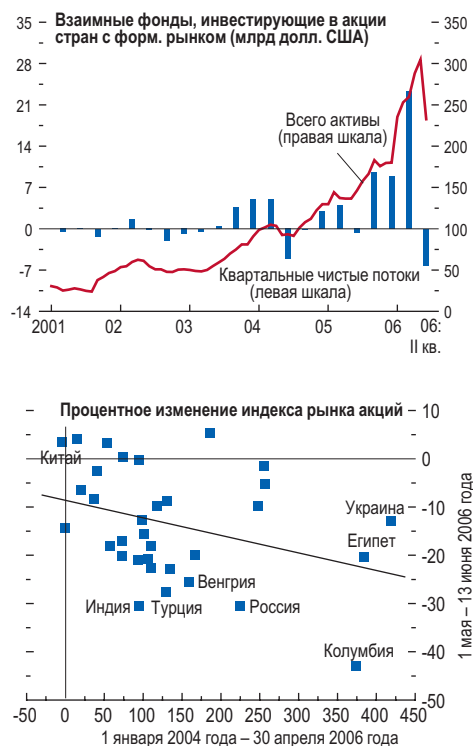 Взаимные фонды, инвестирующие в акции
стран с форм. рынком (млрд долл. США)
35
28
21
14
7
0
-7
-14
350
300
250
200
150
100
50
0
Всего активы
(правая шкала)
Квартальные чистые потоки
(левая шкала)
2001 02 03 04 05 06 06:
II кв.
Процентное изменение индекса рынка акций
10
0
-10
-20
-30
-40
-50
Китай
Украина
Египет
Венгрия
Индия Турция Россия
Колумбия
1 мая – 13 июня 2006 года
-50 0 50 100 150 200 250 300 350 400 450
1 января 2004 года – 30 апреля 2006 года